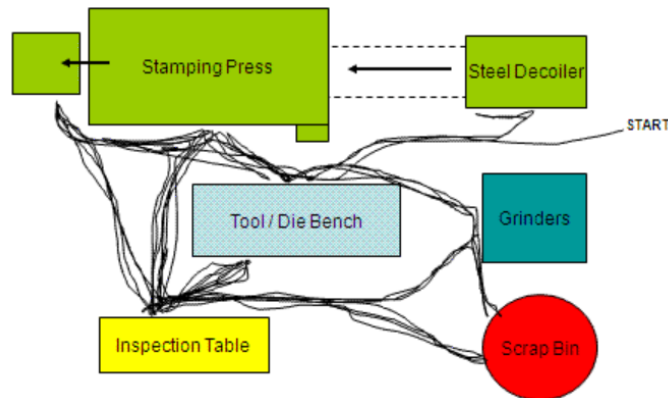 Stamping Press
Steel Decoiler
START
Tool / Die Bench
Grinders
Inspection Table
Scrap Bin